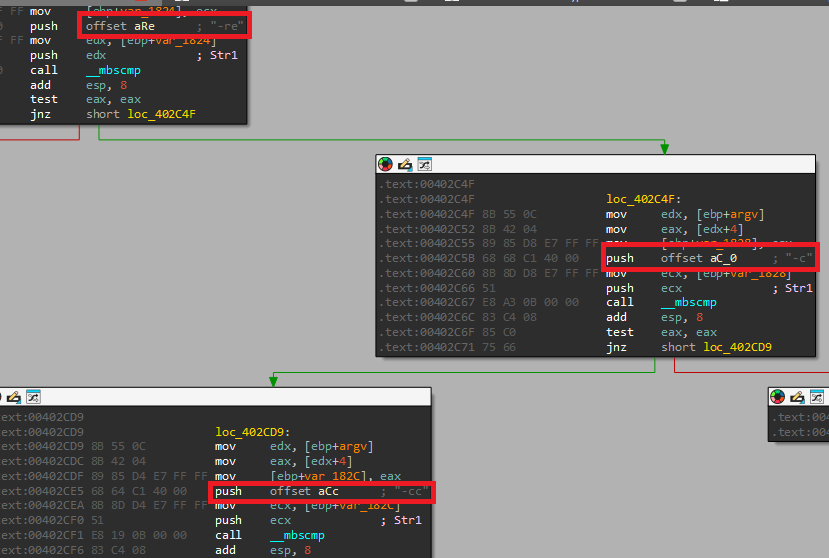 FF FF mov [ebp+var_1824], ecx
push offset aRe ; "-re"
FF FF mov edx, [ebp+var_1824]
push edx ; Str1
0 call __mbscmp
add esp, 8
test eax, eax
jnz short loc_402C4F
.text:00402C4F
.text:00402C4F loc_402C4F:
.text:00402C4F 8B 55 0C mov edx, [ebp+argv]
.text:00402C52 8B 42 04 mov eax, [edx+4]
.text:00402C55 89 85 D8 E7 FF FF mov [ebp+var_1828], eax
.text:00402C5B 68 68 C1 40 00 push offset aC_0 ; "-c"
.text:00402C60 8B 8D D8 E7 FF FF mov ecx, [ebp+var_1828]
.text:00402C66 51 push ecx ; Str1
.text:00402C67 E8 A3 0B 00 00 call __mbscmp
.text:00402C6C 83 C4 08 add esp, 8
.text:00402C6F 85 C0 test eax, eax
.text:00402C71 75 66 jnz short loc_402CD9
text:00402CD9
text:00402CD9 loc_402CD9:
text:00402CD9 8B 55 0C mov edx, [ebp+argv]
text:00402CDC 8B 42 04 mov eax, [edx+4]
text:00402CDF 89 85 D4 E7 FF FF mov [ebp+var_182C], eax
text:00402CE5 68 64 C1 40 00 push offset aCc ; "-cc"
text:00402CEA 8B 8D D4 E7 FF FF mov ecx, [ebp+var_182C]
text:00402CF0 51 push ecx ; Str1
text:00402CF1 E8 19 0B 00 00 call __mbscmp
text:00402CF6 83 C4 08 add esp, 8
.text:004
.text:004